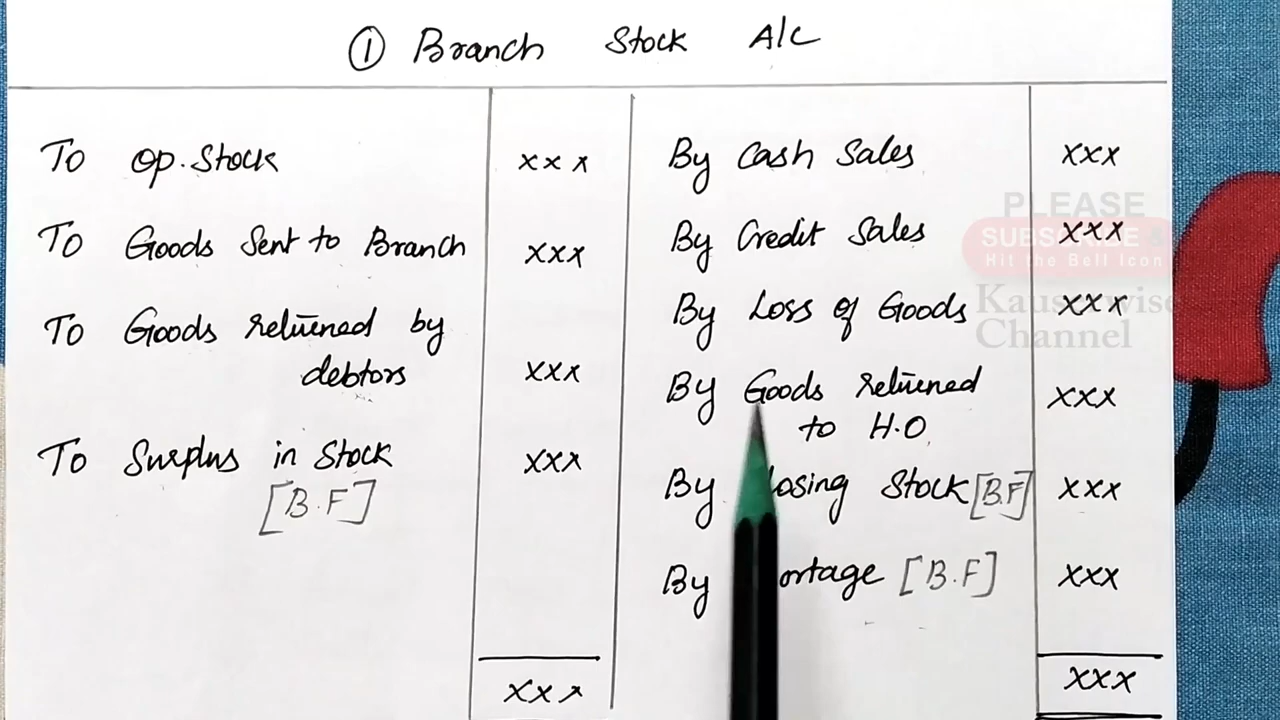 ① Branch Stock A/C
To Op. Stock xxx
To Goods Sent to Branch xxx
To Goods returned by
debtors xxx
To Surplus in Stock xxx
[B.F]
xxx
By Cash Sales xxx
By Credit Sales xxx
By Loss of Goods xxx
By Goods returned xxx
to H.O
By losing Stock [B.F] xxx
By ortage [B.F] xxx
xxx
PLEASE
SUBSCRIBE &
Hit the Bell Icon
Channel